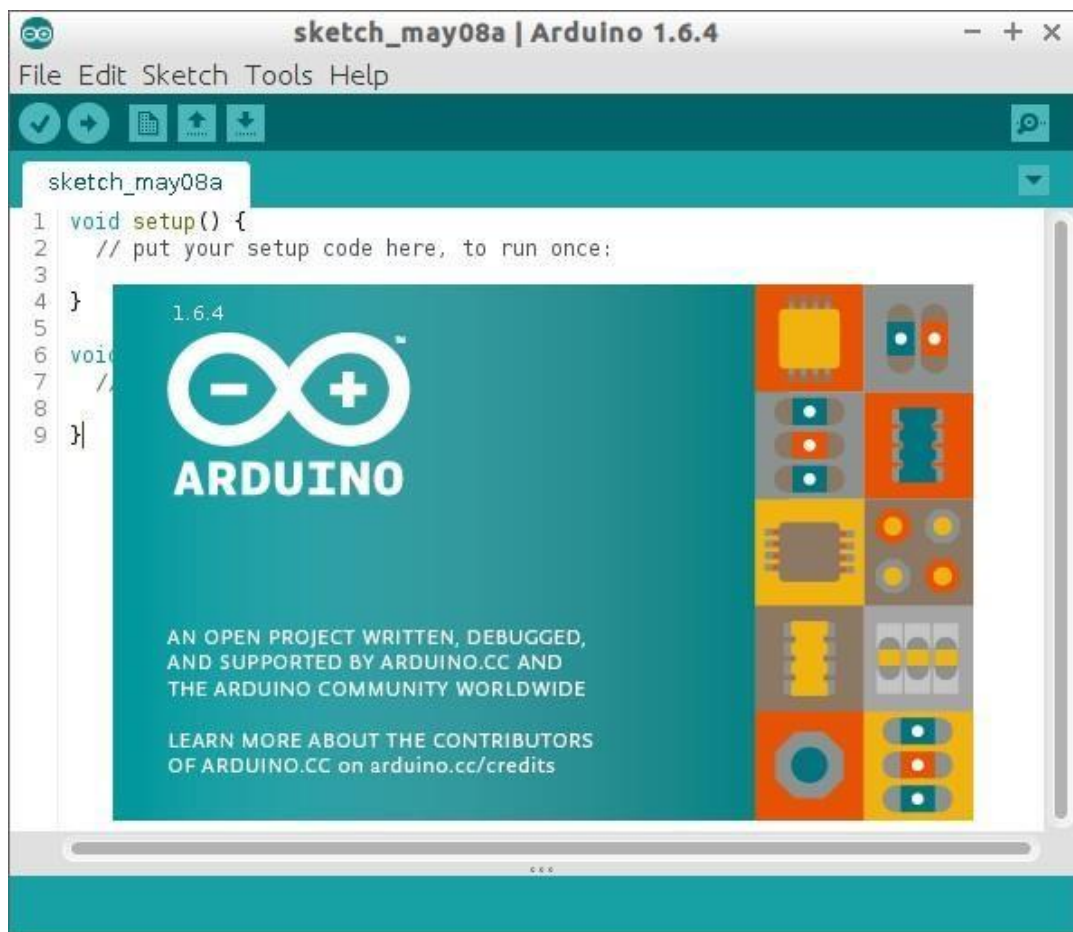 sketch_may08a | Arduino 1.6.4
File Edit Sketch Tools Help
sketch_may08a
1 void setup() {
2 // put your setup code here, to run once:
3
4 }
5
6 void
7 //
8
9 }
1.6.4
ARDUINO
AN OPEN PROJECT WRITTEN, DEBUGGED,
AND SUPPORTED BY ARDUINO.CC AND
THE ARDUINO COMMUNITY WORLDWIDE
LEARN MORE ABOUT THE CONTRIBUTORS
OF ARDUINO.CC on arduino.cc/credits